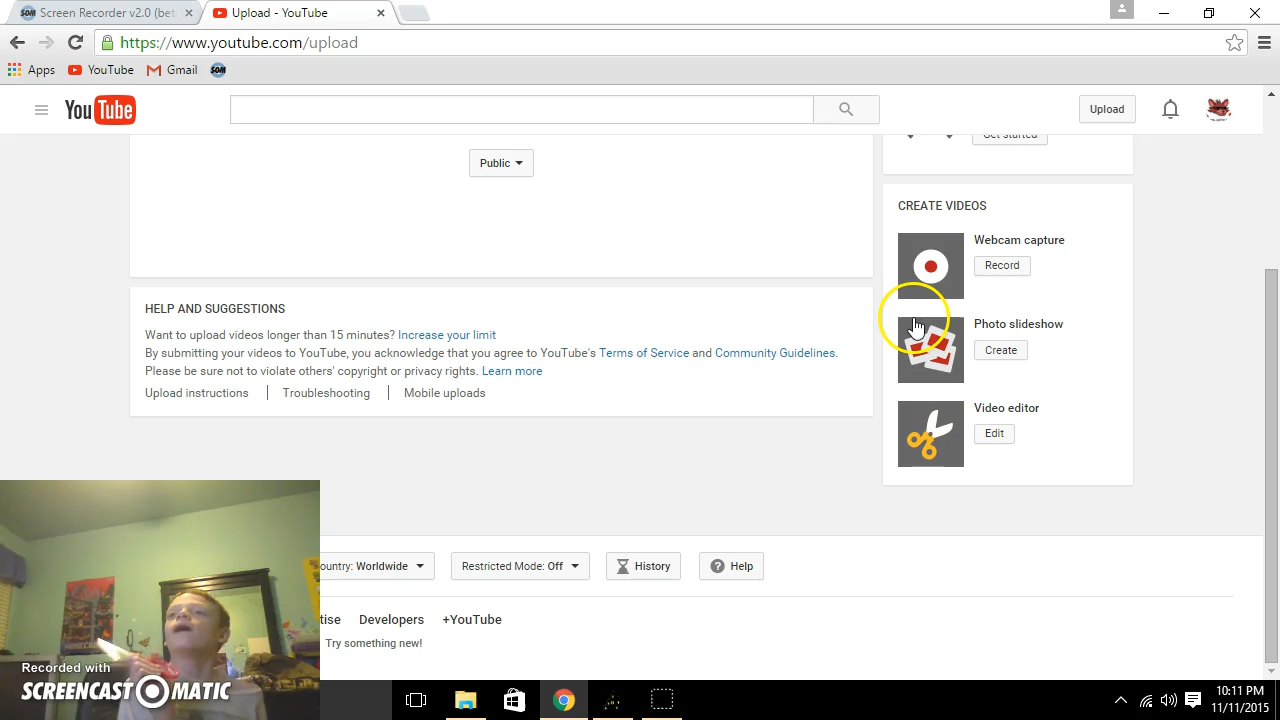 Screen Recorder v2.0 (bet
Upload - YouTube
https://www.youtube.com/upload
Apps
YouTube
Gmail
SOM
YouTube
Upload
Get started
Public
CREATE VIDEOS
Webcam capture
Record
HELP AND SUGGESTIONS
Want to upload videos longer than 15 minutes? Increase your limit
By submitting your videos to YouTube, you acknowledge that you agree to YouTube's Terms of Service and Community Guidelines.
Please be sure not to violate others' copyright or privacy rights. Learn more
Upload instructions
Troubleshooting
Mobile uploads
Photo slideshow
Create
Video editor
Edit
ountry: Worldwide
Restricted Mode: Off
History
Help
tise
Developers
+YouTube
Try something new!
Recorded with
SCREENCAST MATIC
10:11 PM
11/11/2015